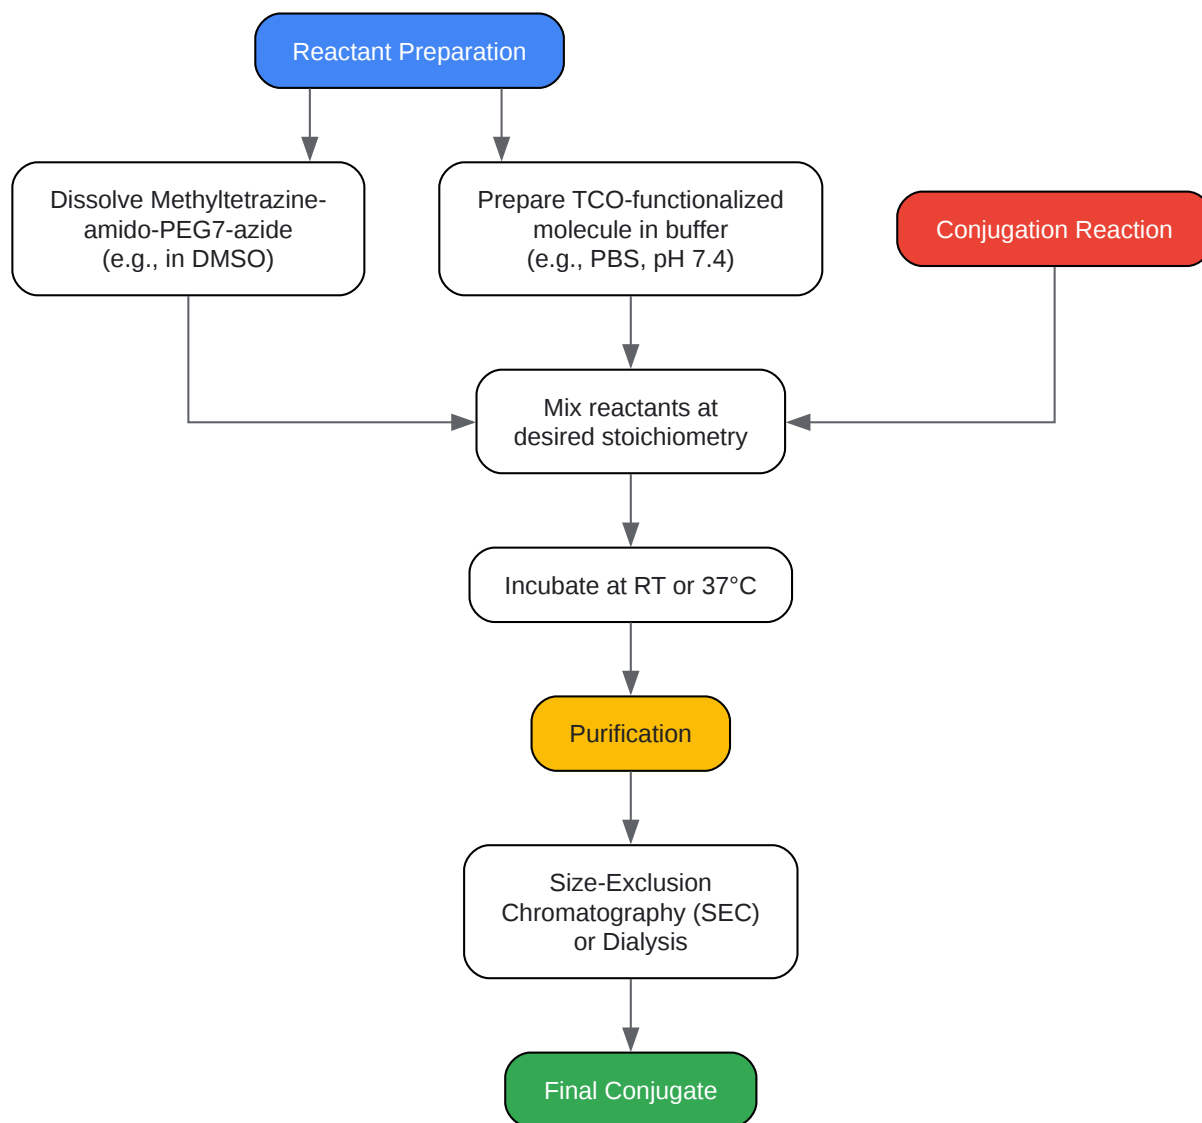 Reactant Preparation
Dissolve Methyltetrazine-
amido-PEG7-azide
(e.g., in DMSO)
Prepare TCO-functionalized
molecule in buffer
(e.g., PBS, pH 7.4)
Conjugation Reaction
Mix reactants at
desired stoichiometry
Incubate at RT or 37°C
Purification
Size-Exclusion
Chromatography (SEC)
or Dialysis
Final Conjugate